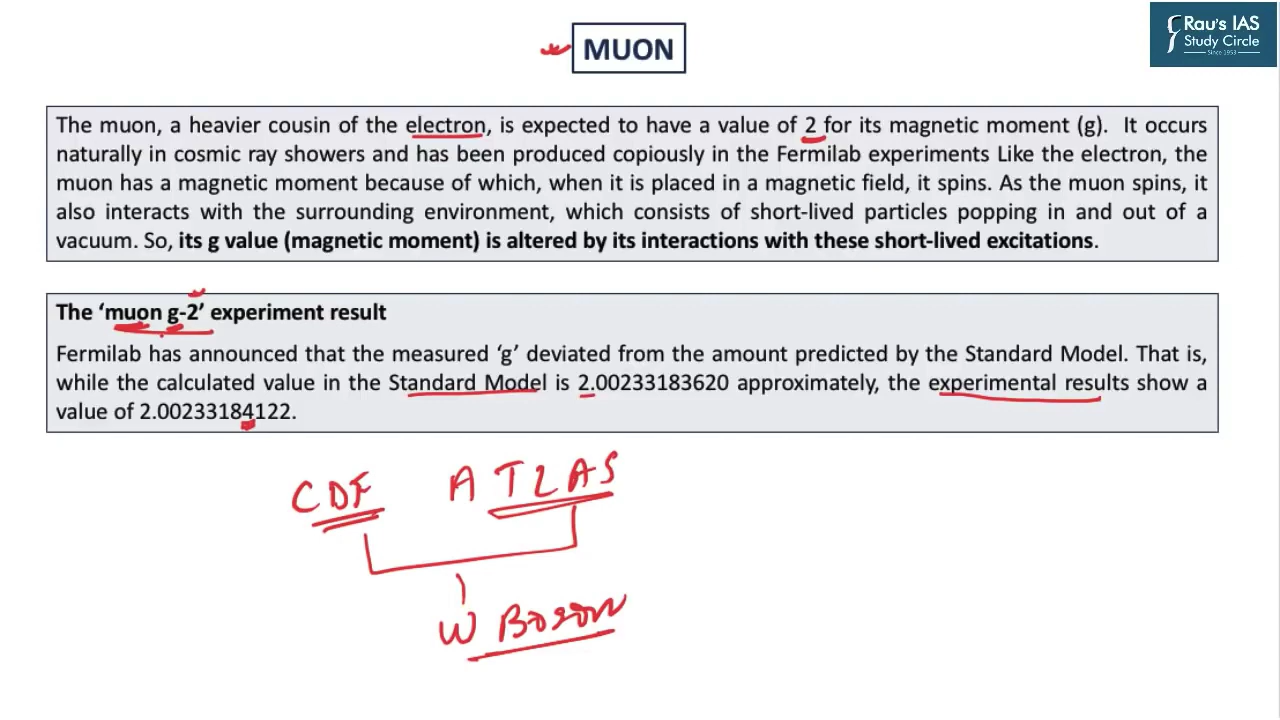 Rau's IAS
Study Circle
Since 1953
MUON
The muon, a heavier cousin of the electron, is expected to have a value of 2 for its magnetic moment (g). It occurs
naturally in cosmic ray showers and has been produced copiously in the Fermilab experiments Like the electron, the
muon has a magnetic moment because of which, when it is placed in a magnetic field, it spins. As the muon spins, it
also interacts with the surrounding environment, which consists of short-lived particles popping in and out of a
vacuum. So, its g value (magnetic moment) is altered by its interactions with these short-lived excitations.
The ‘muon g-2’ experiment result
Fermilab has announced that the measured ‘g’ deviated from the amount predicted by the Standard Model. That is,
while the calculated value in the Standard Model is 2.00233183620 approximately, the experimental results show a
value of 2.00233184122.
CDF ATLAS
W Boson